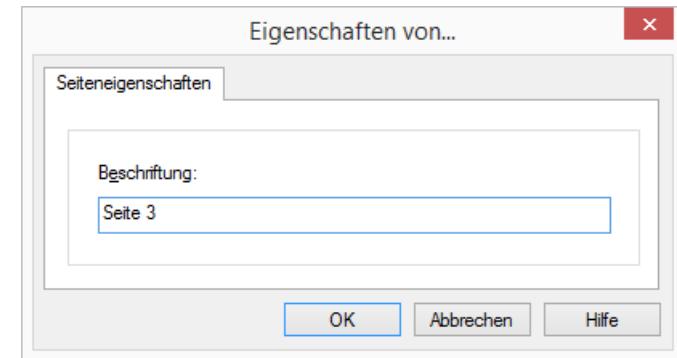 Eigenschaften von...
Seiteneigenschaften
Beschriftung:
Seite 3
OK Abbrechen Hilfe